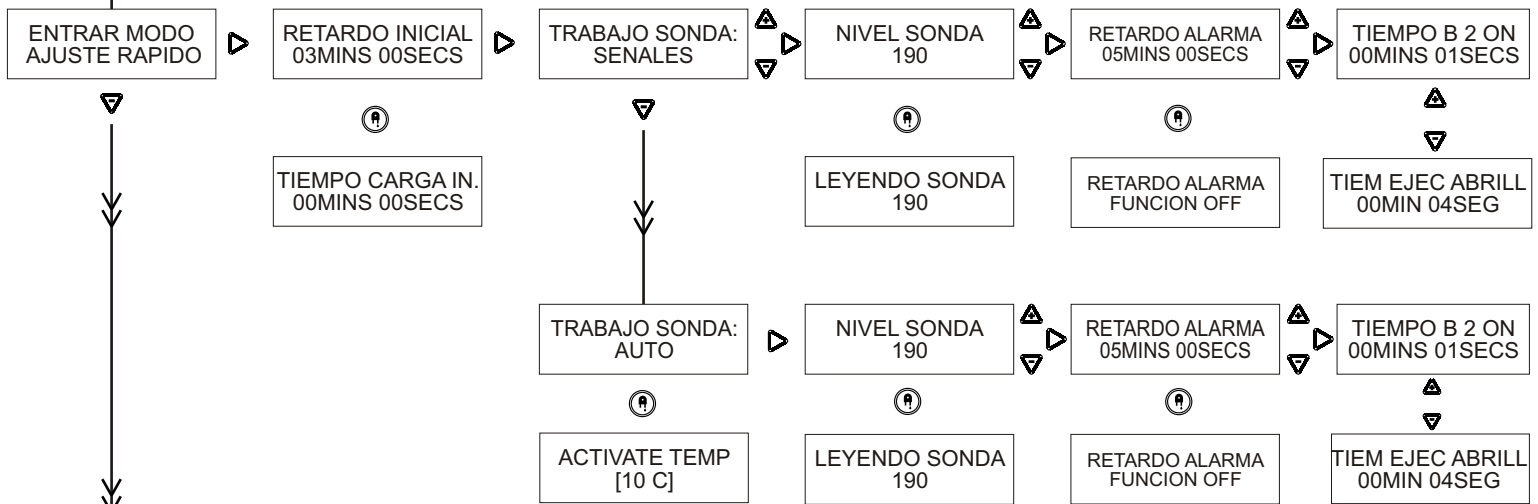 ENTRAR MODO
AJUSTE RAPIDO
RETARDO INICIAL
03MINS 00SECS
TRABAJO SONDA:
SENALES
NIVEL SONDA
190
RETARDO ALARMA
05MINS 00SECS
TIEMPO B 2 ON
00MINS 01SECS
TIEMPO CARGA IN.
00MINS 00SECS
LEYENDO SONDA
190
RETARDO ALARMA
FUNCION OFF
TIEM EJEC ABRILL
00MIN 04SEG
TRABAJO SONDA:
AUTO
NIVEL SONDA
190
RETARDO ALARMA
05MINS 00SECS
TIEMPO B 2 ON
00MINS 01SECS
ACTIVATE TEMP
[10 C]
LEYENDO SONDA
190
RETARDO ALARMA
FUNCION OFF
TIEM EJEC ABRILL
00MIN 04SEG